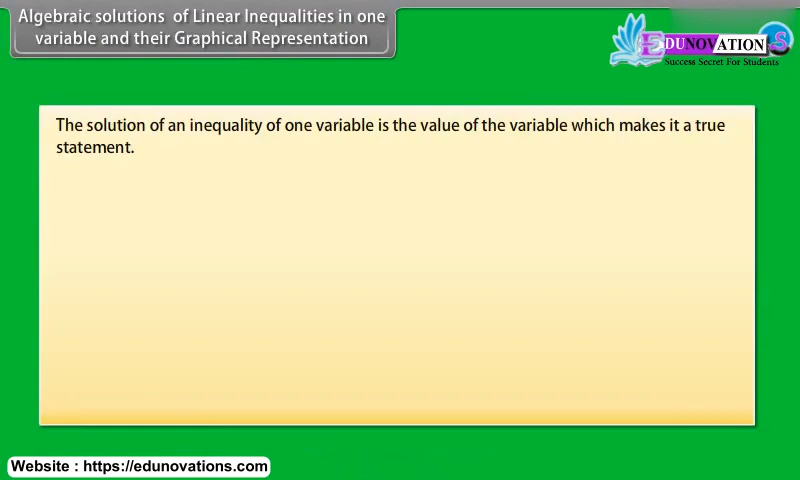 Algebraic solutions of Linear Inequalities in one
variable and their Graphical Representation
EDUNOVATION.S
Success Secret For Students
The solution of an inequality of one variable is the value of the variable which makes it a true
statement.
Website : https://edunovations.com